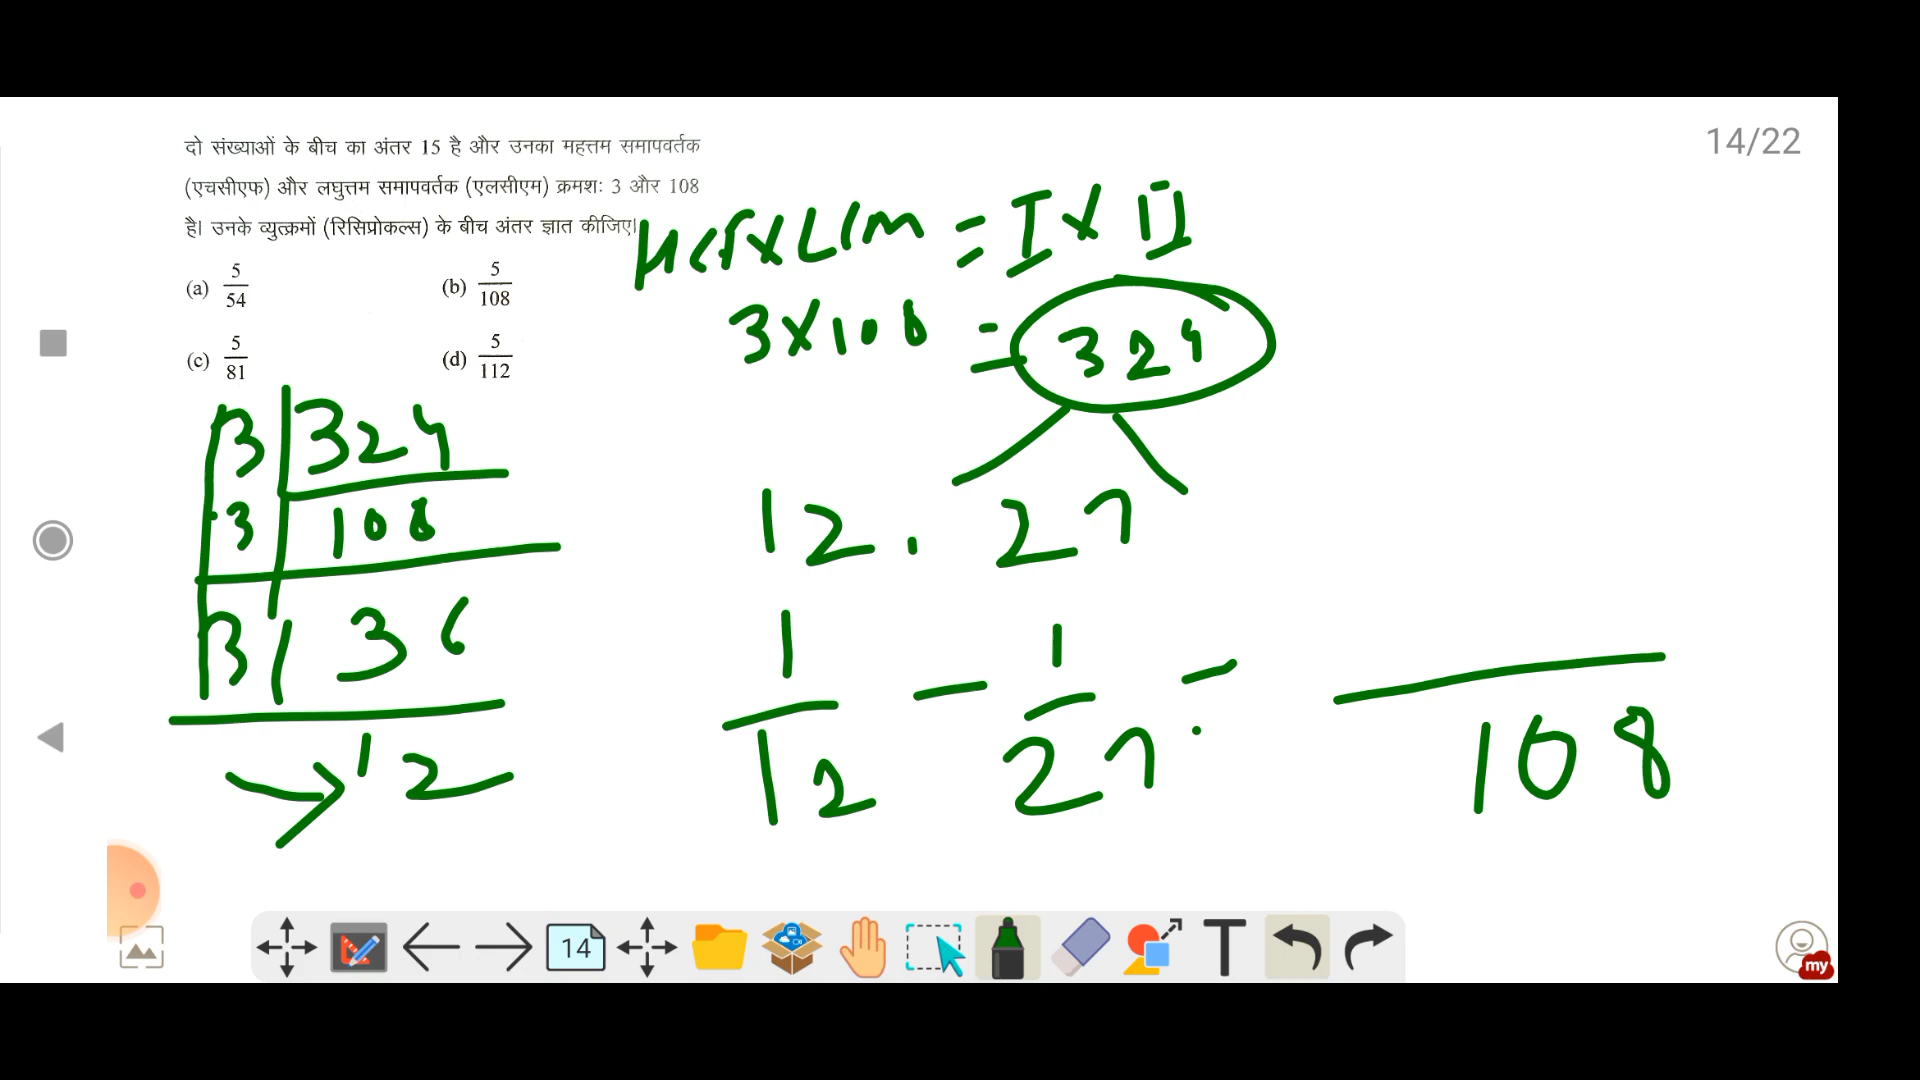 14/22
दो संख्याओं के बीच का अंतर 15 है और उनका महत्तम समापवर्तक
(एचसीएफ) और लघुत्तम समापवर्तक (एलसीएम) क्रमशः 3 और 108
है। उनके व्युत्क्रमों (रिसिप्रोकल्स) के बीच अंतर ज्ञात कीजिए।
(a) 5/54 (b) 5/108
(c) 5/81 (d) 5/112
HCF x LCM = I x II
3 x 108 = 324
3 | 324
3 | 108
3 | 36
12
12 . 27
1/12 - 1/27 = /108
14
T
my